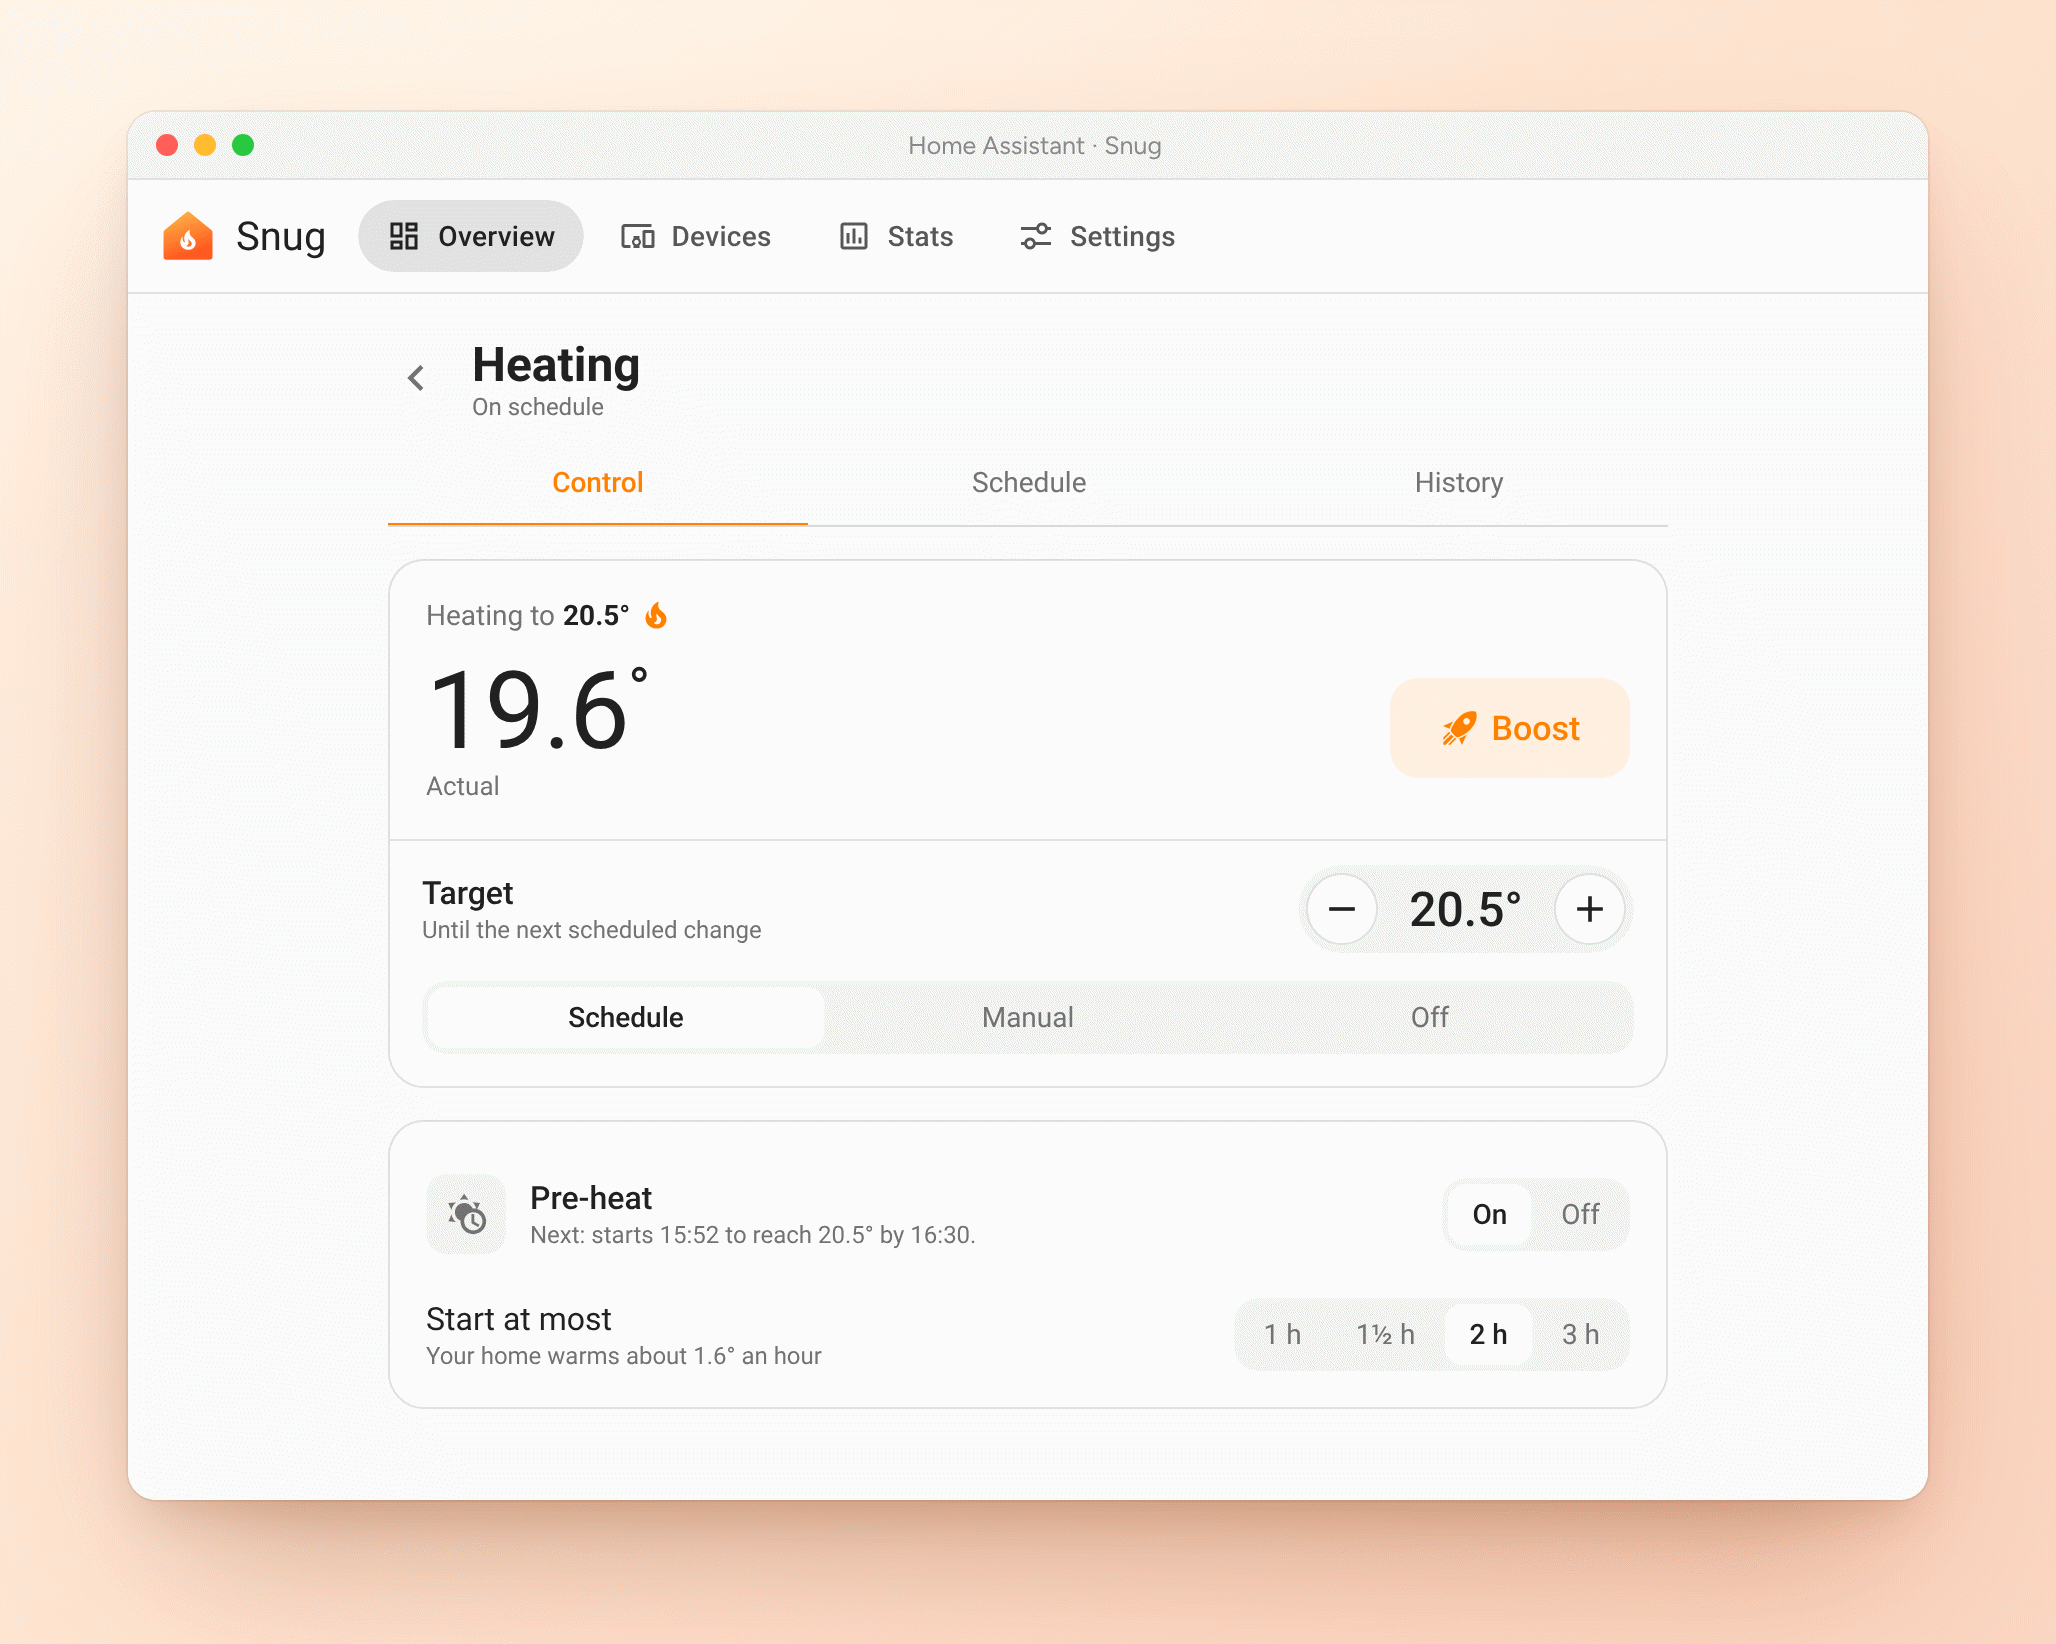 Home Assistant · Snug
Snug
Overview
Devices
Stats
Settings
Heating
On schedule
Control
Schedule
History
Heating to 20.5°
19.6°
Actual
Boost
Target
Until the next scheduled change
20.5°
Schedule
Manual
Off
Pre-heat
Next: starts 15:52 to reach 20.5° by 16:30.
On
Off
Start at most
Your home warms about 1.6° an hour
1 h
1½ h
2 h
3 h